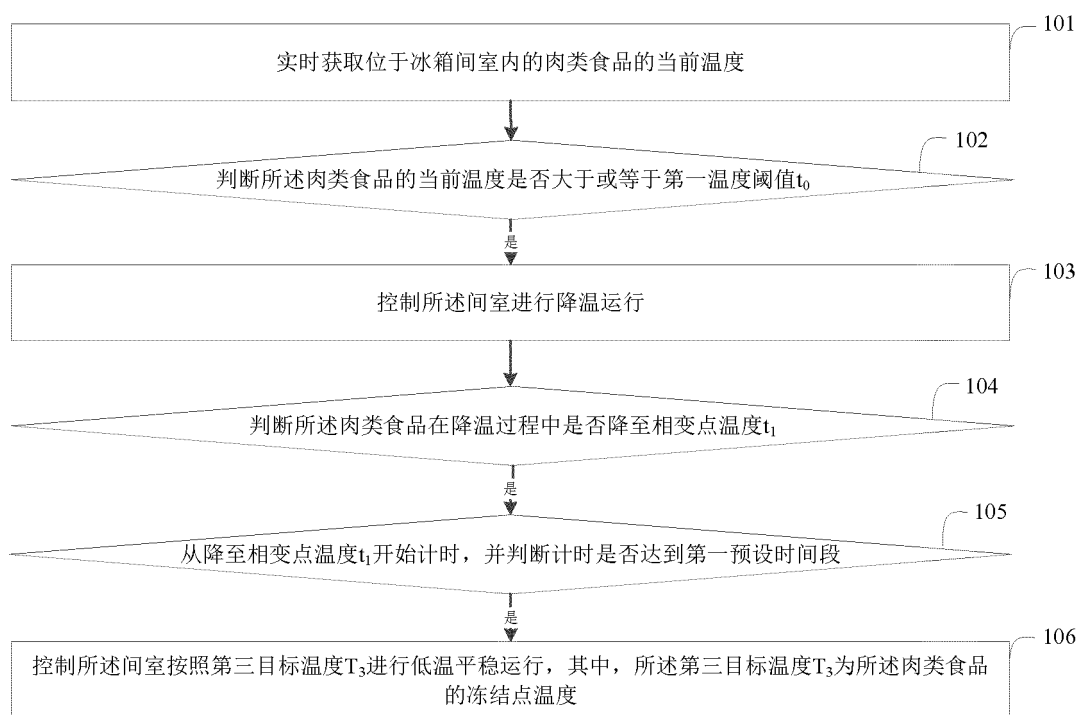 101
实时获取位于冰箱间室内的肉类食品的当前温度
102
判断所述肉类食品的当前温度是否大于或等于第一温度阈值t₀
是
103
控制所述间室进行降温运行
104
判断所述肉类食品在降温过程中是否降至相变点温度t₁
是
105
从降至相变点温度t₁开始计时，并判断计时是否达到第一预设时间段
是
106
控制所述间室按照第三目标温度T₃进行低温平稳运行，其中，所述第三目标温度T₃为所述肉类食品
的冻结点温度